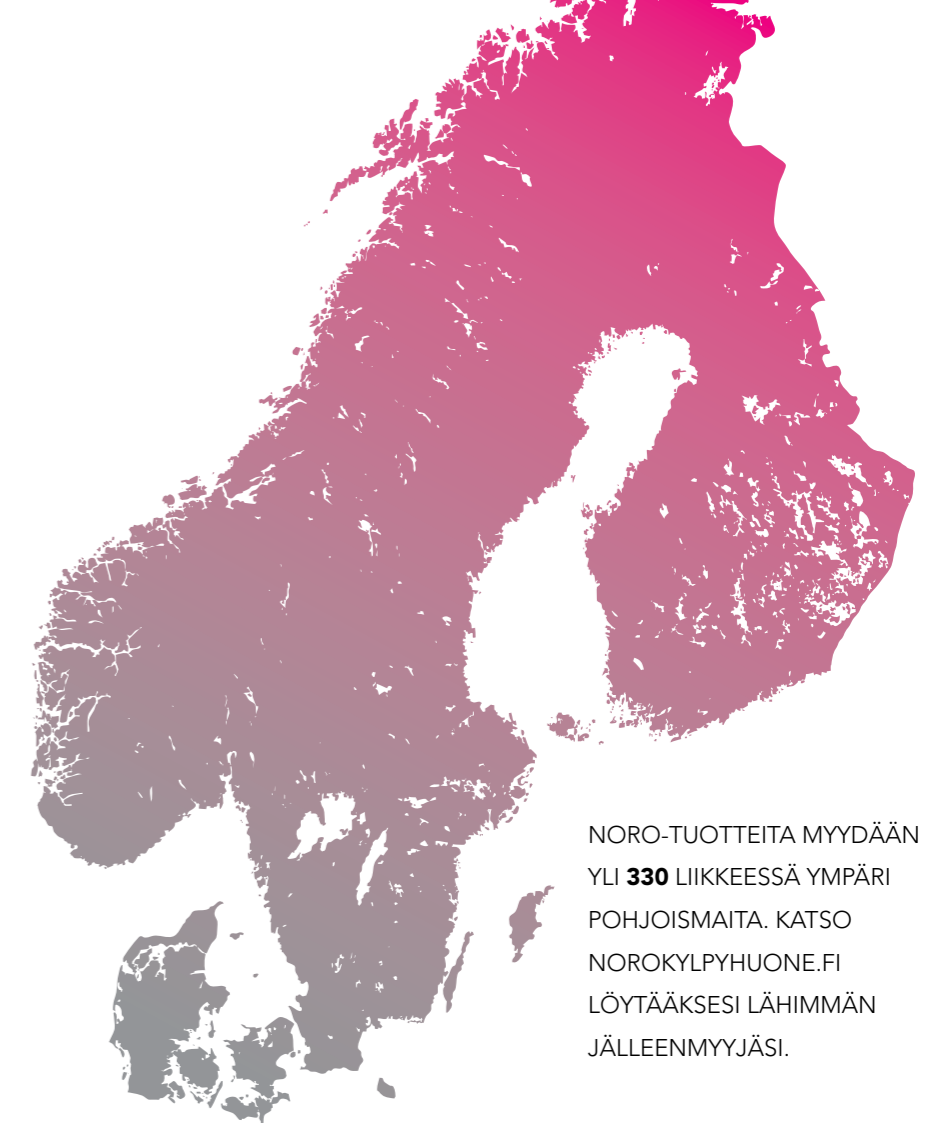 NORO-TUOTTEITA MYYDÄÄN
YLI 330 LIIKKEESSÄ YMPÄRI
POHJOISMAITA. KATSO
NOROKYLPYHUONE.FI
LÖYTÄÄKSESI LÄHIMMÄN
JÄLLEENMYYJÄSI.